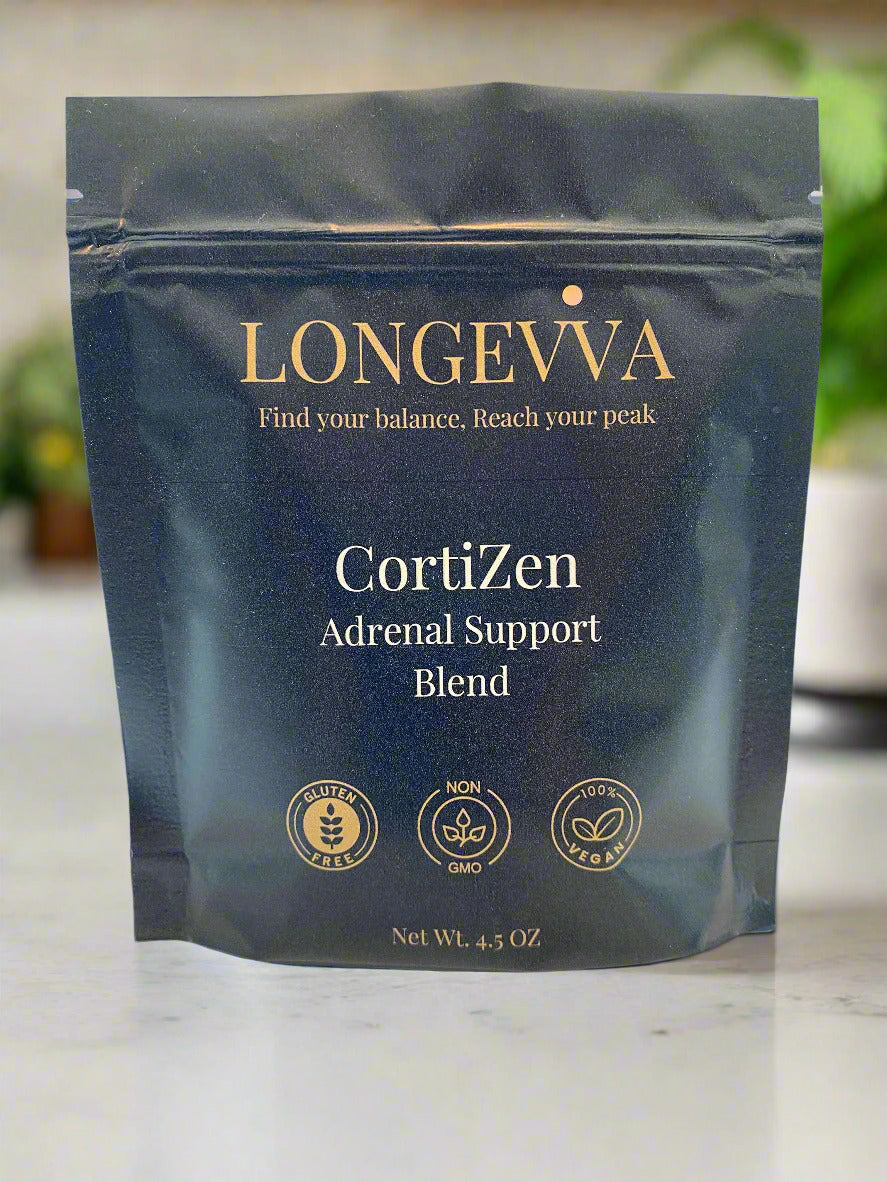 LONGEVVA
Find your balance, Reach your peak
CortiZen
Adrenal Support
Blend
GLUTEN
FREE
NON
GMO
100%
VEGAN
Net Wt. 4.5 OZ